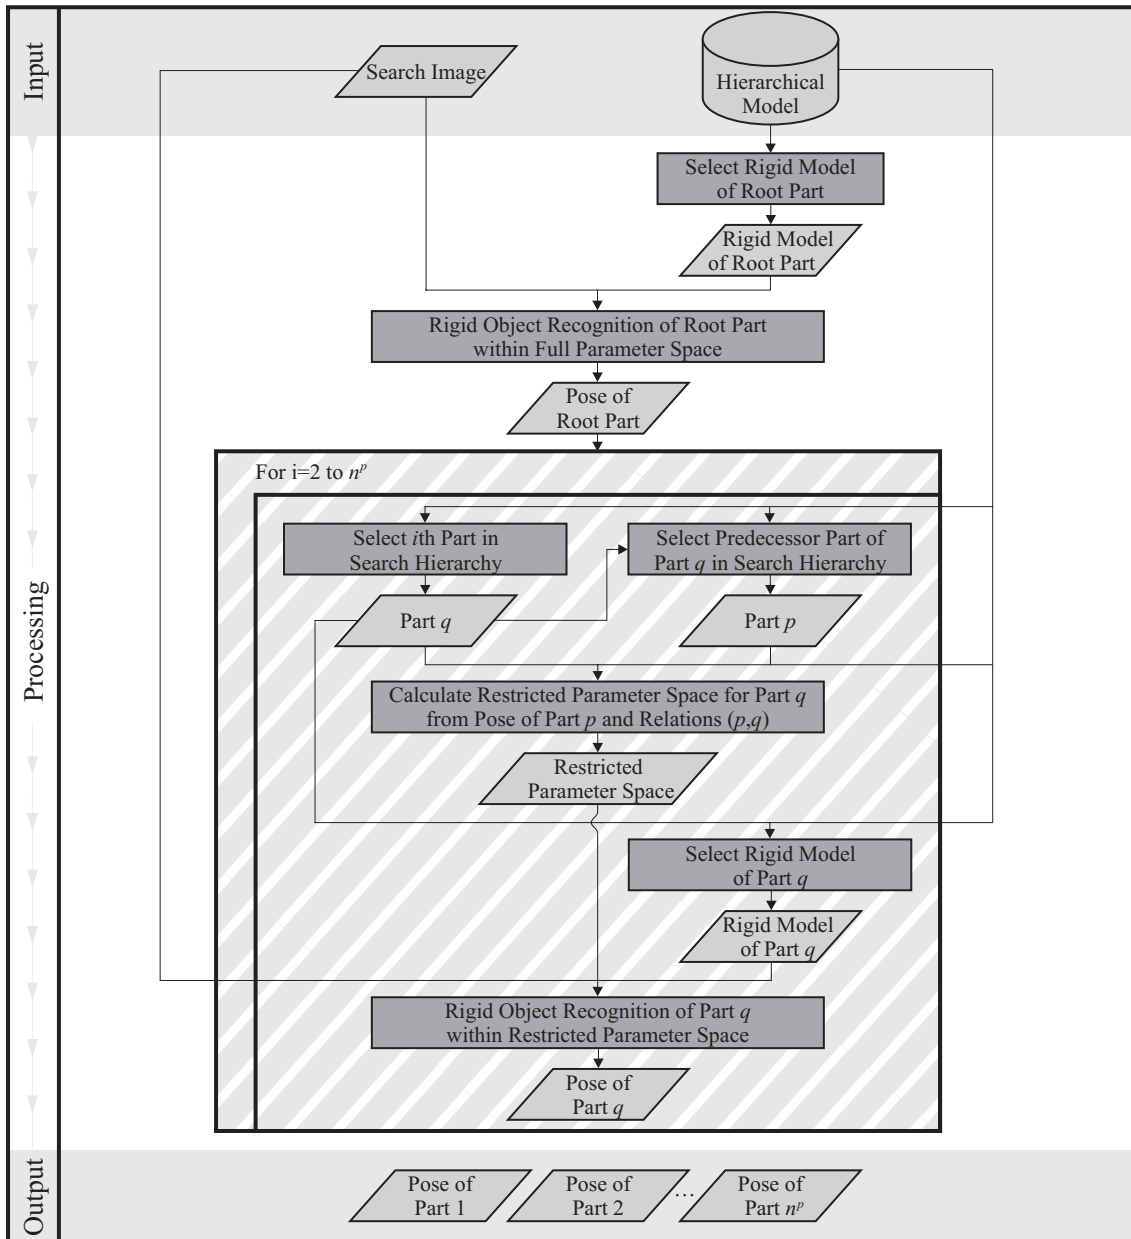 Input
Search Image
Hierarchical
Model
Select Rigid Model
of Root Part
Rigid Model
of Root Part
Rigid Object Recognition of Root Part
within Full Parameter Space
Pose of
Root Part
For i=2 to nᵖ
Select ith Part in
Search Hierarchy
Select Predecessor Part of
Part q in Search Hierarchy
Part q
Part p
Processing
Calculate Restricted Parameter Space for Part q
from Pose of Part p and Relations (p,q)
Restricted
Parameter Space
Select Rigid Model
of Part q
Rigid Model
of Part q
Rigid Object Recognition of Part q
within Restricted Parameter Space
Pose of
Part q
Output
Pose of
Part 1
Pose of
Part 2
...
Pose of
Part nᵖ